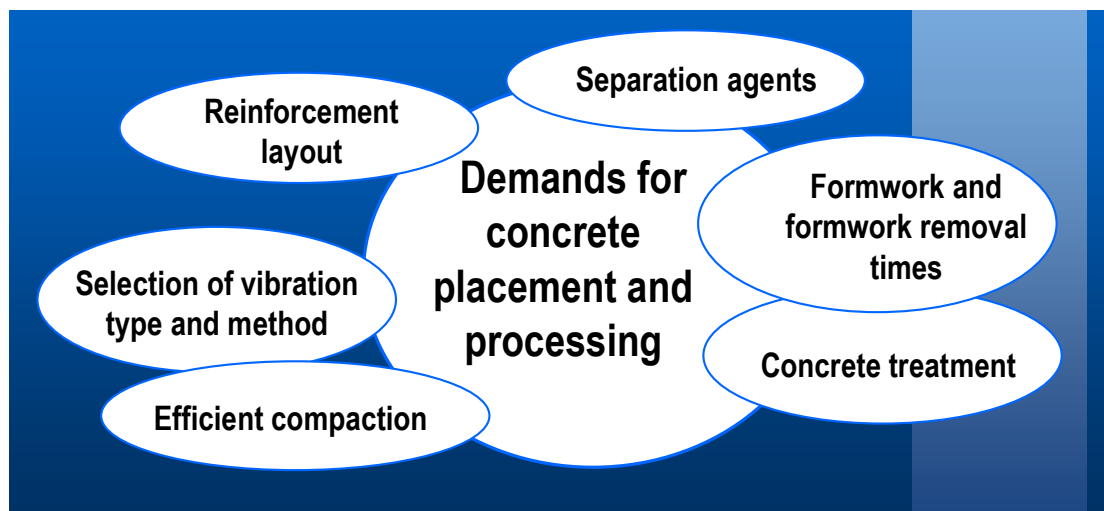 Separation agents
Reinforcement
layout
Demands for
concrete
placement and
processing
Formwork and
formwork removal
times
Selection of vibration
type and method
Concrete treatment
Efficient compaction